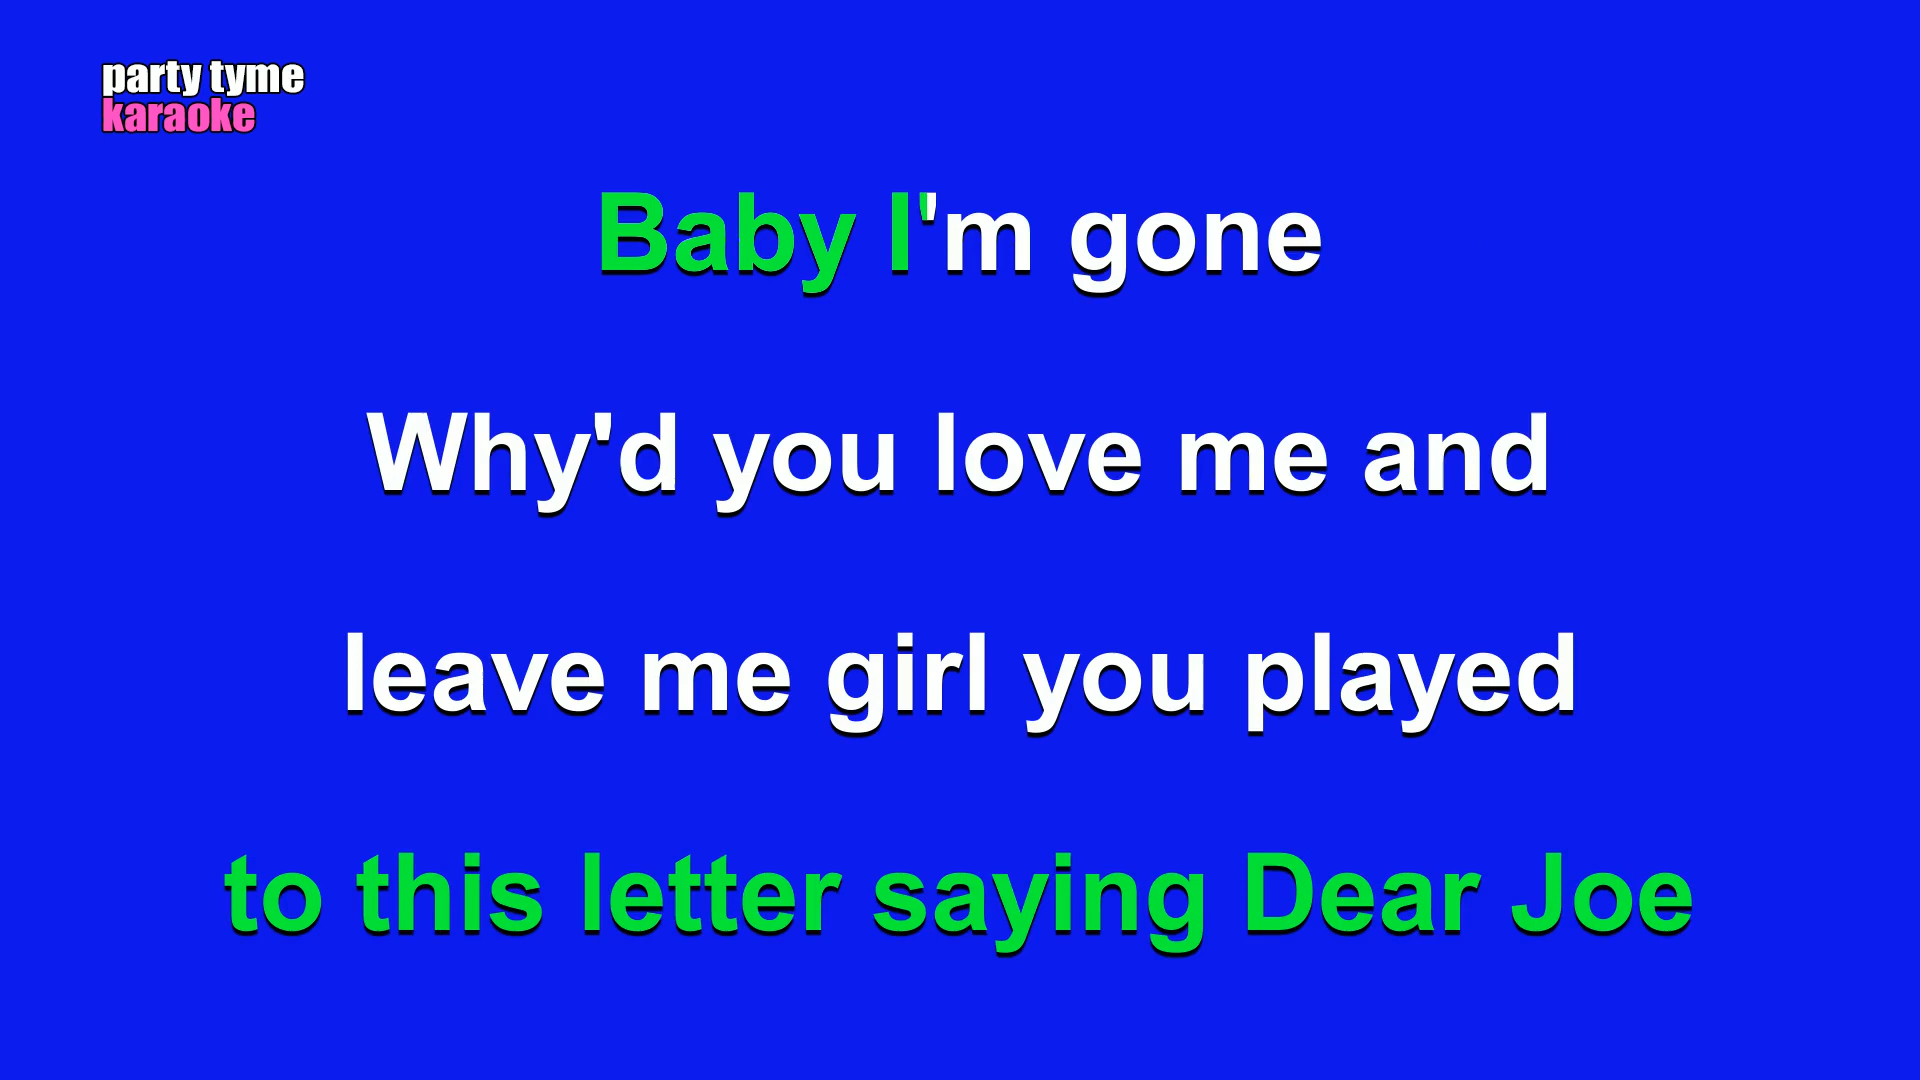 party tyme
karaoke
Baby I'm gone
Why'd you love me and
leave me girl you played
to this letter saying Dear Joe